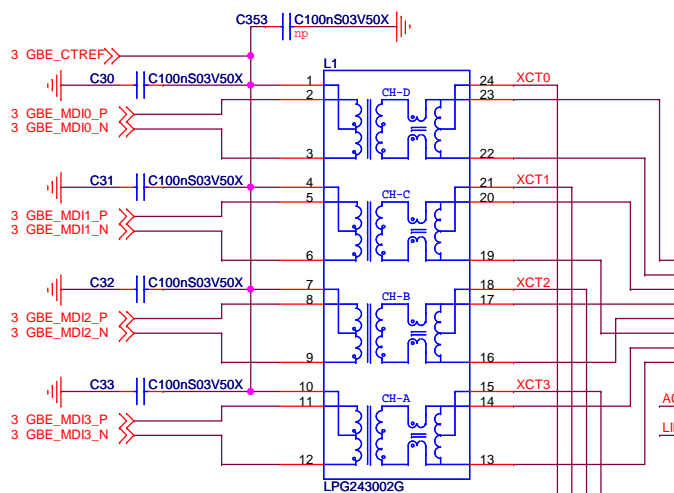 C353 C100nS03V50X
np
3 GBE_CTREF
L1
C30 C100nS03V50X 1 24 XCT0
2 CH-D 23
3 GBE_MDI0_P
3 GBE_MDI0_N
3 22
C31 C100nS03V50X 4 21 XCT1
5 CH-C 20
3 GBE_MDI1_P
3 GBE_MDI1_N
6 19
C32 C100nS03V50X 7 18 XCT2
8 CH-B 17
3 GBE_MDI2_P
3 GBE_MDI2_N
9 16
C33 C100nS03V50X 10 15 XCT3
11 CH-A 14
3 GBE_MDI3_P
3 GBE_MDI3_N
12 13
LPG243002G